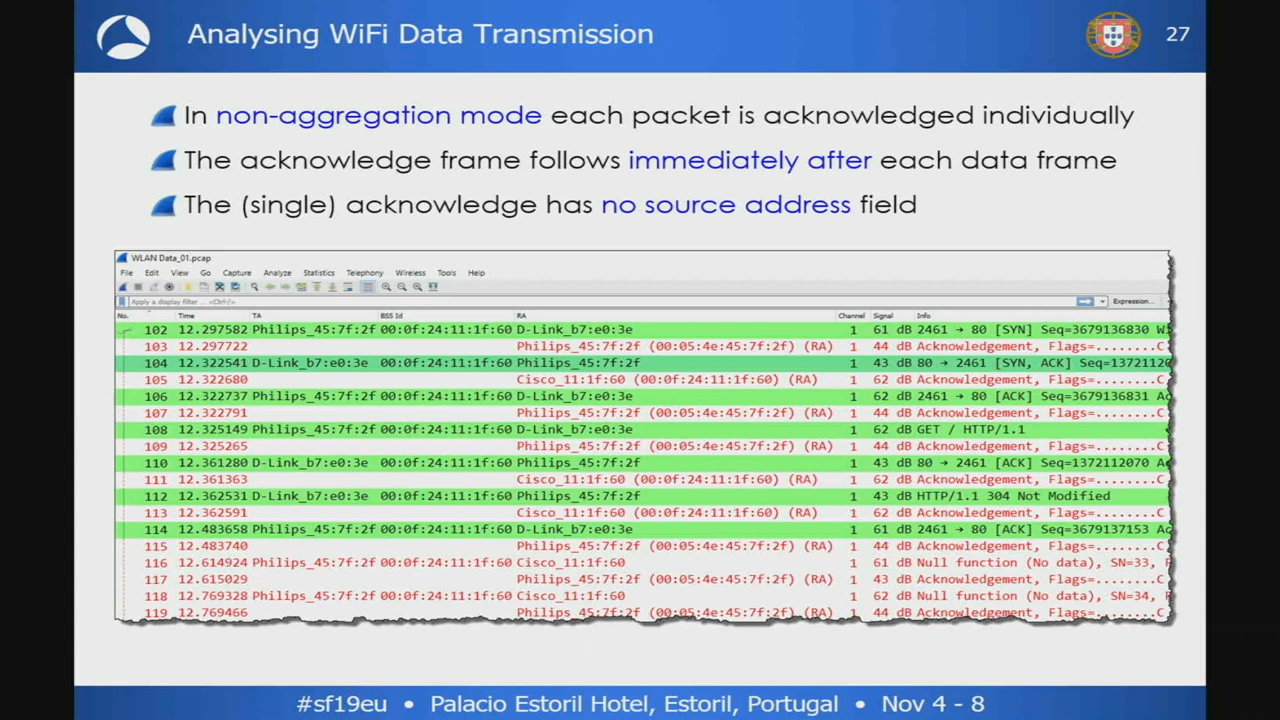 Analysing WiFi Data Transmission
27
In non-aggregation mode each packet is acknowledged individually
The acknowledge frame follows immediately after each data frame
The (single) acknowledge has no source address field
WLAN Data_01.pcap
File Edit View Go Capture Analyze Statistics Telephony Wireless Tools Help
Apply a display filter ... <Ctrl-/> Expression...
No. Time TA BSS Id RA Channel Signal Info
102 12.297582 Philips_45:7f:2f 00:0f:24:11:1f:60 D-Link_b7:e0:3e 1 61 dB 2461 → 80 [SYN] Seq=3679136830
103 12.297722 Philips_45:7f:2f (00:05:4e:45:7f:2f) (RA) 1 44 dB Acknowledgement, Flags=........C
104 12.322541 D-Link_b7:e0:3e 00:0f:24:11:1f:60 Philips_45:7f:2f 1 43 dB 80 → 2461 [SYN, ACK] Seq=1372120
105 12.322680 Cisco_11:1f:60 (00:0f:24:11:1f:60) (RA) 1 62 dB Acknowledgement, Flags=........C
106 12.322737 Philips_45:7f:2f 00:0f:24:11:1f:60 D-Link_b7:e0:3e 1 62 dB 2461 → 80 [ACK] Seq=3679136831
107 12.322791 Philips_45:7f:2f (00:05:4e:45:7f:2f) (RA) 1 44 dB Acknowledgement, Flags=........C
108 12.325149 Philips_45:7f:2f 00:0f:24:11:1f:60 D-Link_b7:e0:3e 1 62 dB GET / HTTP/1.1
109 12.325265 Philips_45:7f:2f (00:05:4e:45:7f:2f) (RA) 1 44 dB Acknowledgement, Flags=........C
110 12.361280 D-Link_b7:e0:3e 00:0f:24:11:1f:60 Philips_45:7f:2f 1 43 dB 80 → 2461 [ACK] Seq=1372112070
111 12.361363 Cisco_11:1f:60 (00:0f:24:11:1f:60) (RA) 1 62 dB Acknowledgement, Flags=........C
112 12.362531 D-Link_b7:e0:3e 00:0f:24:11:1f:60 Philips_45:7f:2f 1 43 dB HTTP/1.1 304 Not Modified
113 12.362591 Cisco_11:1f:60 (00:0f:24:11:1f:60) (RA) 1 62 dB Acknowledgement, Flags=........C
114 12.483658 Philips_45:7f:2f 00:0f:24:11:1f:60 D-Link_b7:e0:3e 1 61 dB 2461 → 80 [ACK] Seq=3679137153
115 12.483740 Philips_45:7f:2f (00:05:4e:45:7f:2f) (RA) 1 44 dB Acknowledgement, Flags=........C
116 12.614924 Philips_45:7f:2f 00:0f:24:11:1f:60 Cisco_11:1f:60 1 61 dB Null function (No data), SN=33,
117 12.615029 Philips_45:7f:2f (00:05:4e:45:7f:2f) (RA) 1 43 dB Acknowledgement, Flags=........C
118 12.769328 Philips_45:7f:2f 00:0f:24:11:1f:60 Cisco_11:1f:60 1 62 dB Null function (No data), SN=34,
119 12.769466 Philips_45:7f:2f (00:05:4e:45:7f:2f) (RA) 1 44 dB Acknowledgement, Flags=........C
#sf19eu • Palacio Estoril Hotel, Estoril, Portugal • Nov 4 - 8